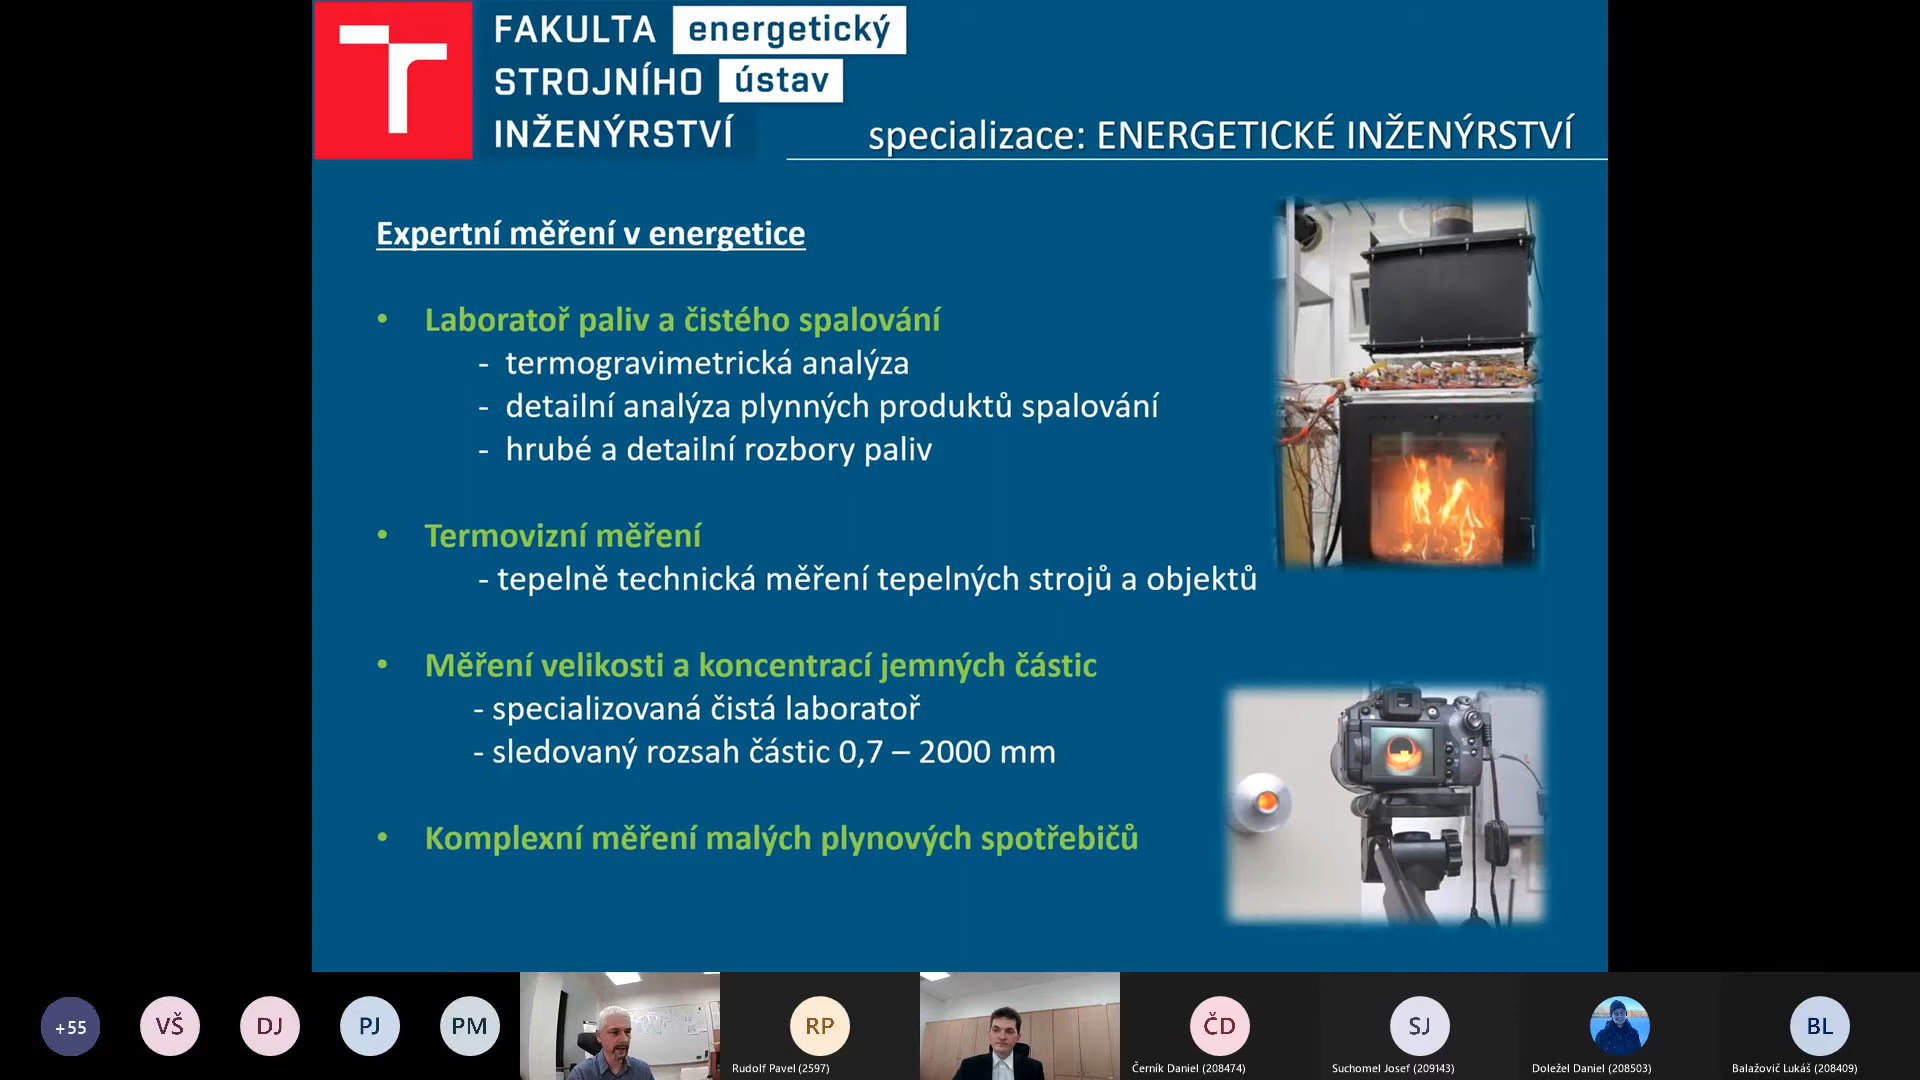 FAKULTA energetický
STROJNÍHO ústav
INŽENÝRSTVÍ
specializace: ENERGETICKÉ INŽENÝRSTVÍ
Expertní měření v energetice
• Laboratoř paliv a čistého spalování
- termogravimetrická analýza
- detailní analýza plynných produktů spalování
- hrubé a detailní rozbory paliv
• Termovizní měření
- tepelně technická měření tepelných strojů a objektů
• Měření velikosti a koncentrací jemných částic
- specializovaná čistá laboratoř
- sledovaný rozsah částic 0,7 – 2000 mm
• Komplexní měření malých plynových spotřebičů
+55
VŠ
DJ
PJ
PM
RP
Rudolf Pavel (2597)
ČD
Černík Daniel (208474)
SJ
Suchomel Josef (209143)
Doležel Daniel (208503)
BL
Balažovič Lukáš (208409)